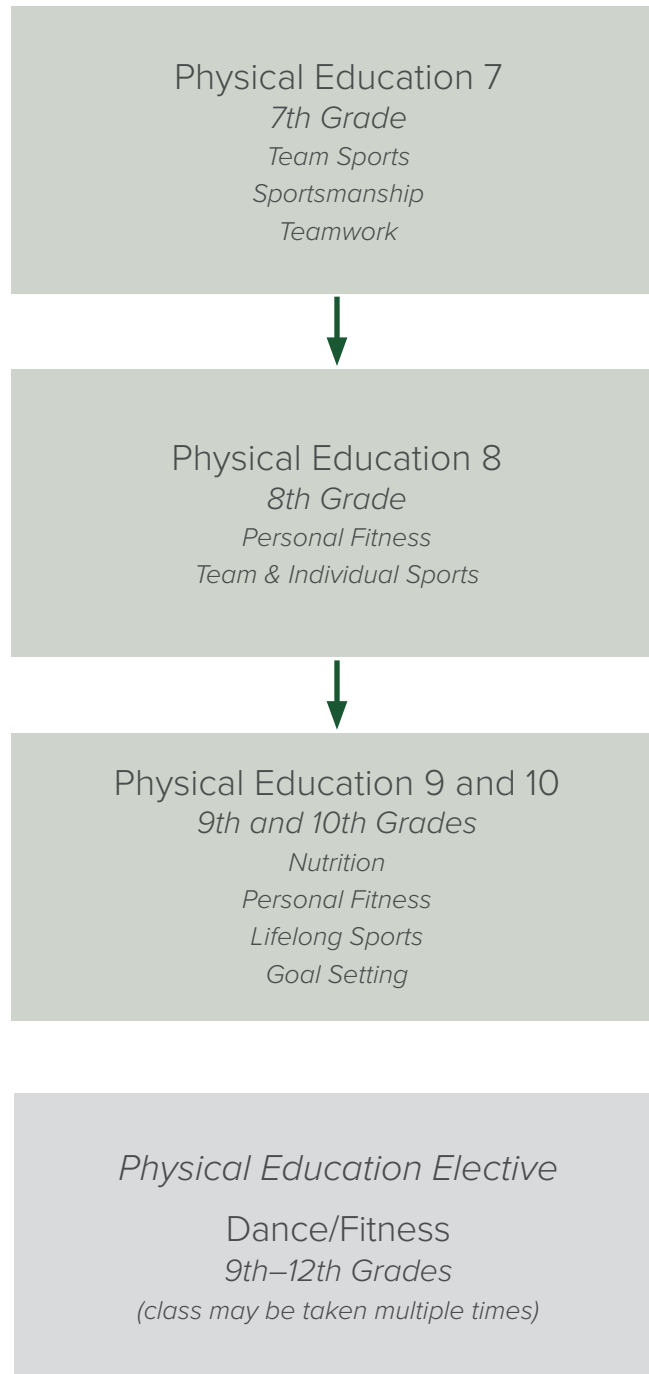 Physical Education 7
7th Grade
Team Sports
Sportsmanship
Teamwork
Physical Education 8
8th Grade
Personal Fitness
Team & Individual Sports
Physical Education 9 and 10
9th and 10th Grades
Nutrition
Personal Fitness
Lifelong Sports
Goal Setting
Physical Education Elective
Dance/Fitness
9th–12th Grades
(class may be taken multiple times)